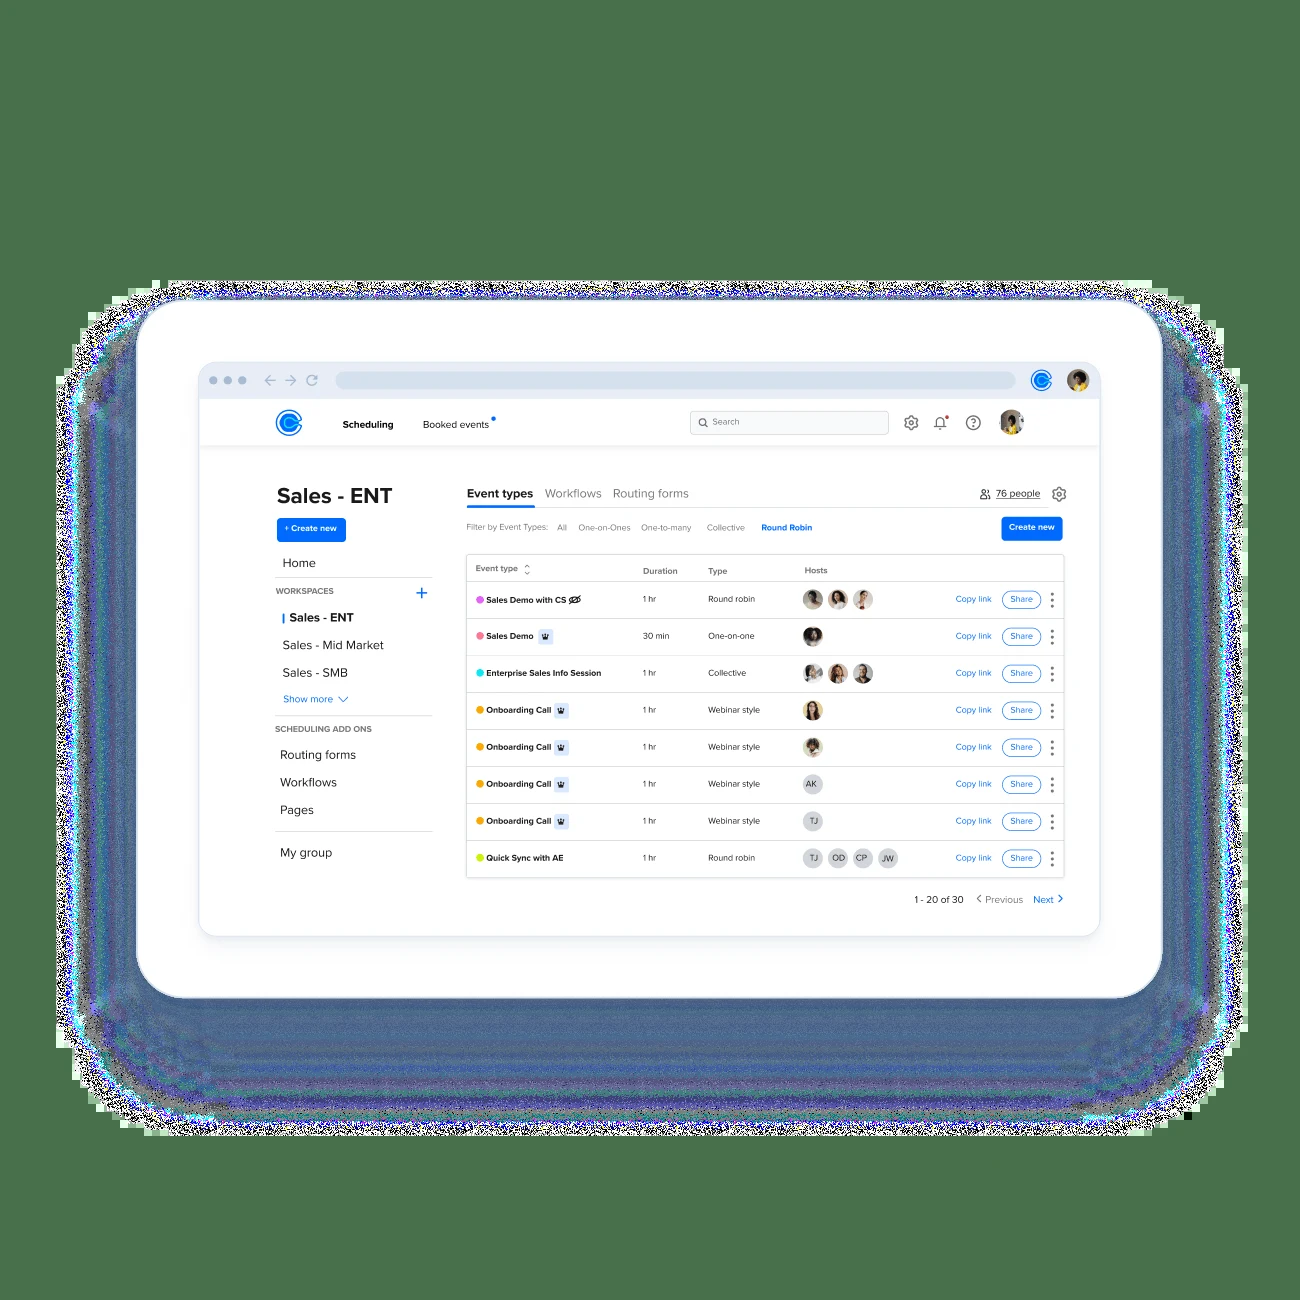 Scheduling Booked events Search
Sales - ENT
+ Create new
Home
WORKSPACES
Sales - ENT
Sales - Mid Market
Sales - SMB
Show more
SCHEDULING ADD ONS
Routing forms
Workflows
Pages
My group
Event types Workflows Routing forms 76 people
Filter by Event Types: All One-on-Ones One-to-many Collective Round Robin Create new
Event type Duration Type Hosts
Sales Demo with CS 1 hr Round robin Copy link Share
Sales Demo 30 min One-on-one Copy link Share
Enterprise Sales Info Session 1 hr Collective Copy link Share
Onboarding Call 1 hr Webinar style Copy link Share
Onboarding Call 1 hr Webinar style Copy link Share
Onboarding Call 1 hr Webinar style AK Copy link Share
Onboarding Call 1 hr Webinar style TJ Copy link Share
Quick Sync with AE 1 hr Round robin TJ OD CP JW Copy link Share
1 - 20 of 30 Previous Next